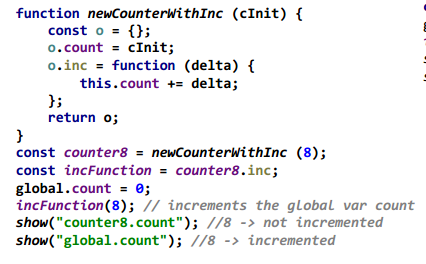 function newCounterWithInc (cInit) {
    const o = {};
    o.count = cInit;
    o.inc = function (delta) {
        this.count += delta;
    };
    return o;
}
const counter8 = newCounterWithInc (8);
const incFunction = counter8.inc;
global.count = 0;
incFunction(8); // increments the global var count
show("counter8.count"); //8 -> not incremented
show("global.count"); //8 -> incremented